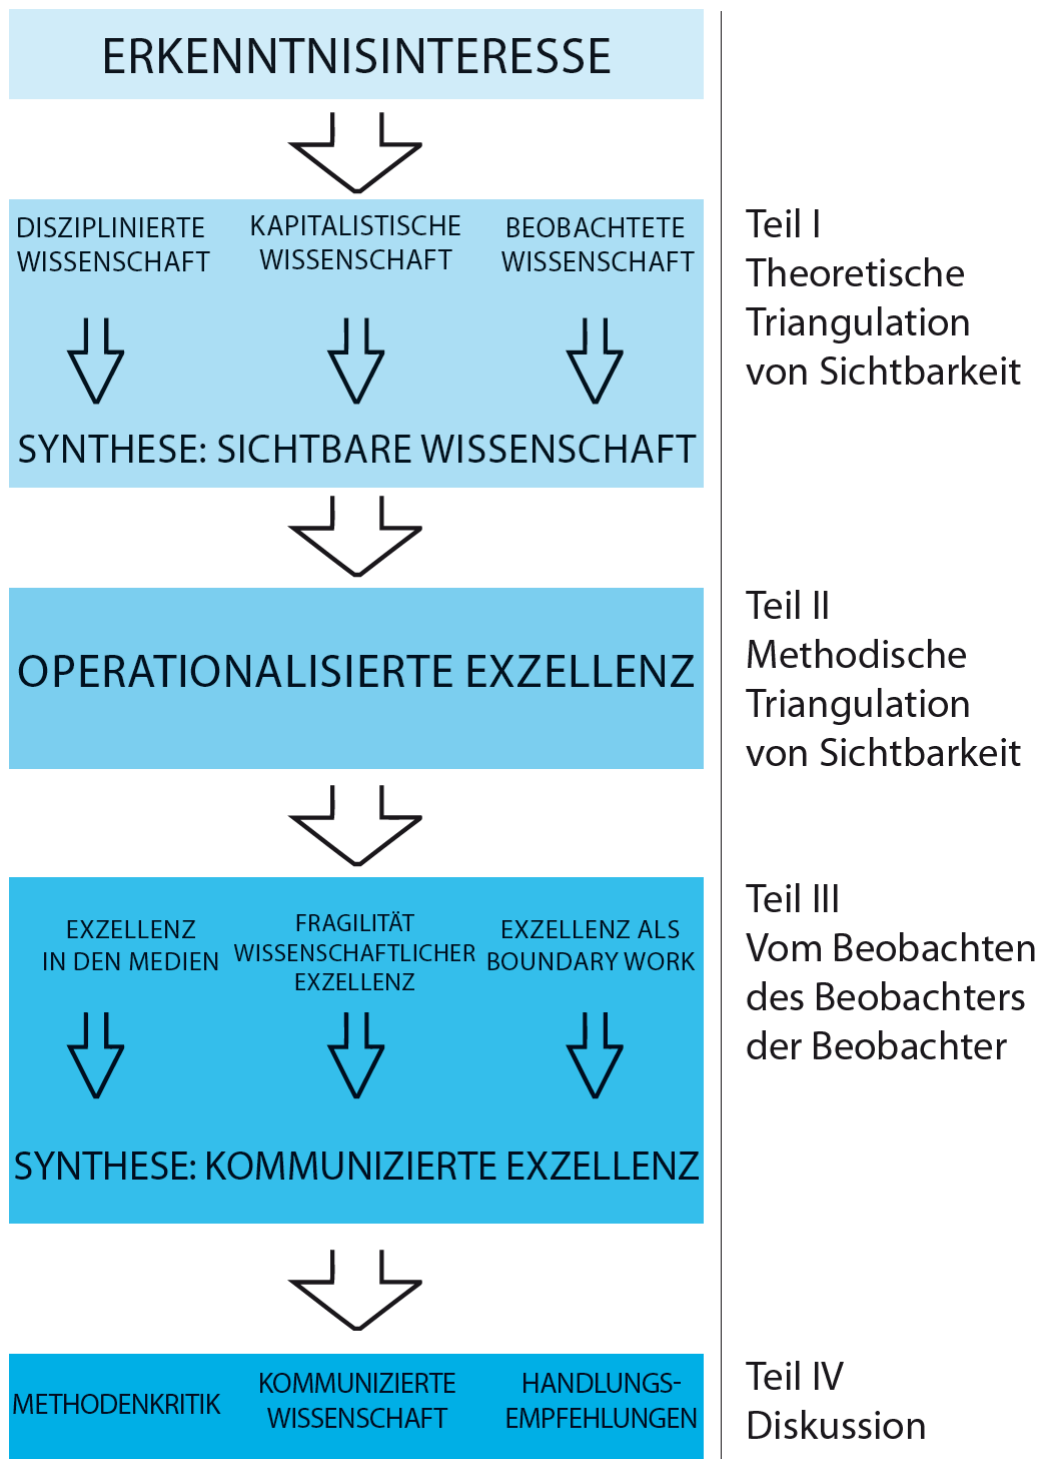 ERKENNTNISINTERESSE
DISZIPLINIERTE
WISSENSCHAFT
KAPITALISTISCHE
WISSENSCHAFT
BEOBACHTETE
WISSENSCHAFT
SYNTHESE: SICHTBARE WISSENSCHAFT
Teil I
Theoretische
Triangulation
von Sichtbarkeit
OPERATIONALISIERTE EXZELLENZ
Teil II
Methodische
Triangulation
von Sichtbarkeit
EXZELLENZ
IN DEN MEDIEN
FRAGILITÄT
WISSENSCHAFTLICHER
EXZELLENZ
EXZELLENZ ALS
BOUNDARY WORK
SYNTHESE: KOMMUNIZIERTE EXZELLENZ
Teil III
Vom Beobachten
des Beobachters
der Beobachter
METHODENKRITIK
KOMMUNIZIERTE
WISSENSCHAFT
HANDLUNGS-
EMPFEHLUNGEN
Teil IV
Diskussion